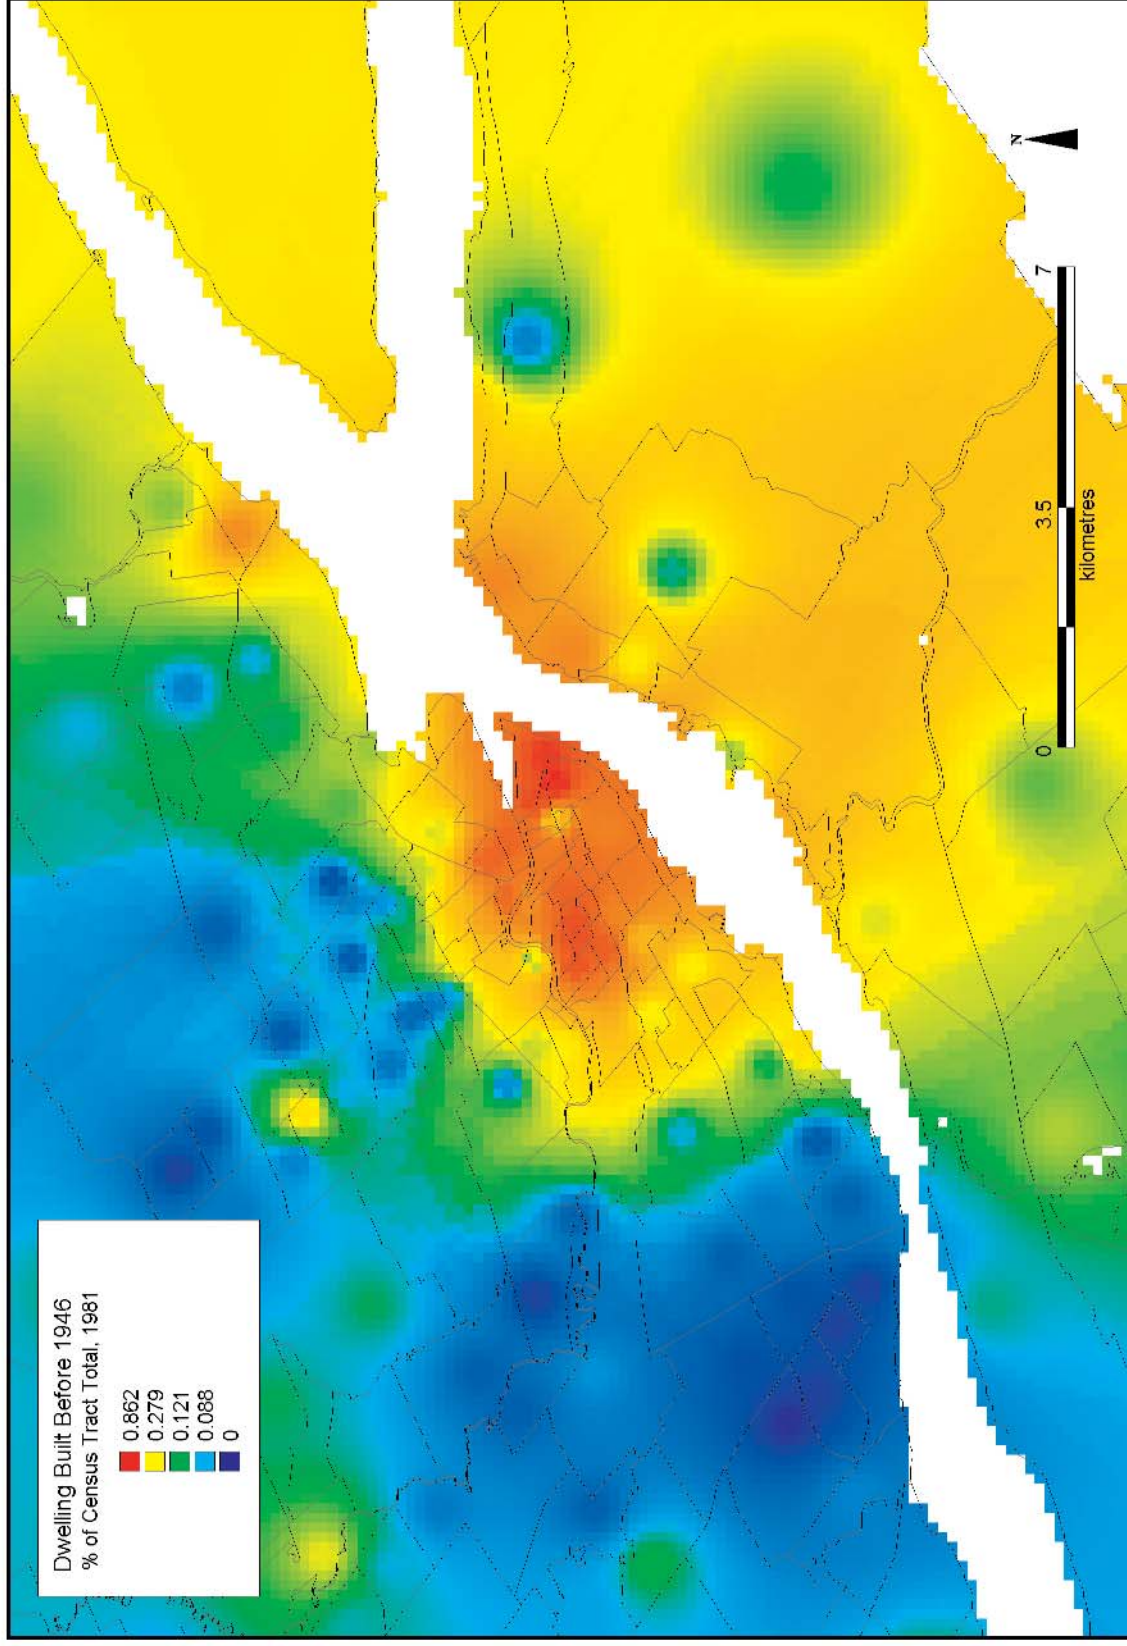 Dwelling Built Before 1946
% of Census Tract Total, 1981
0.862
0.279
0.121
0.088
0
N
0 3.5 7
kilometres